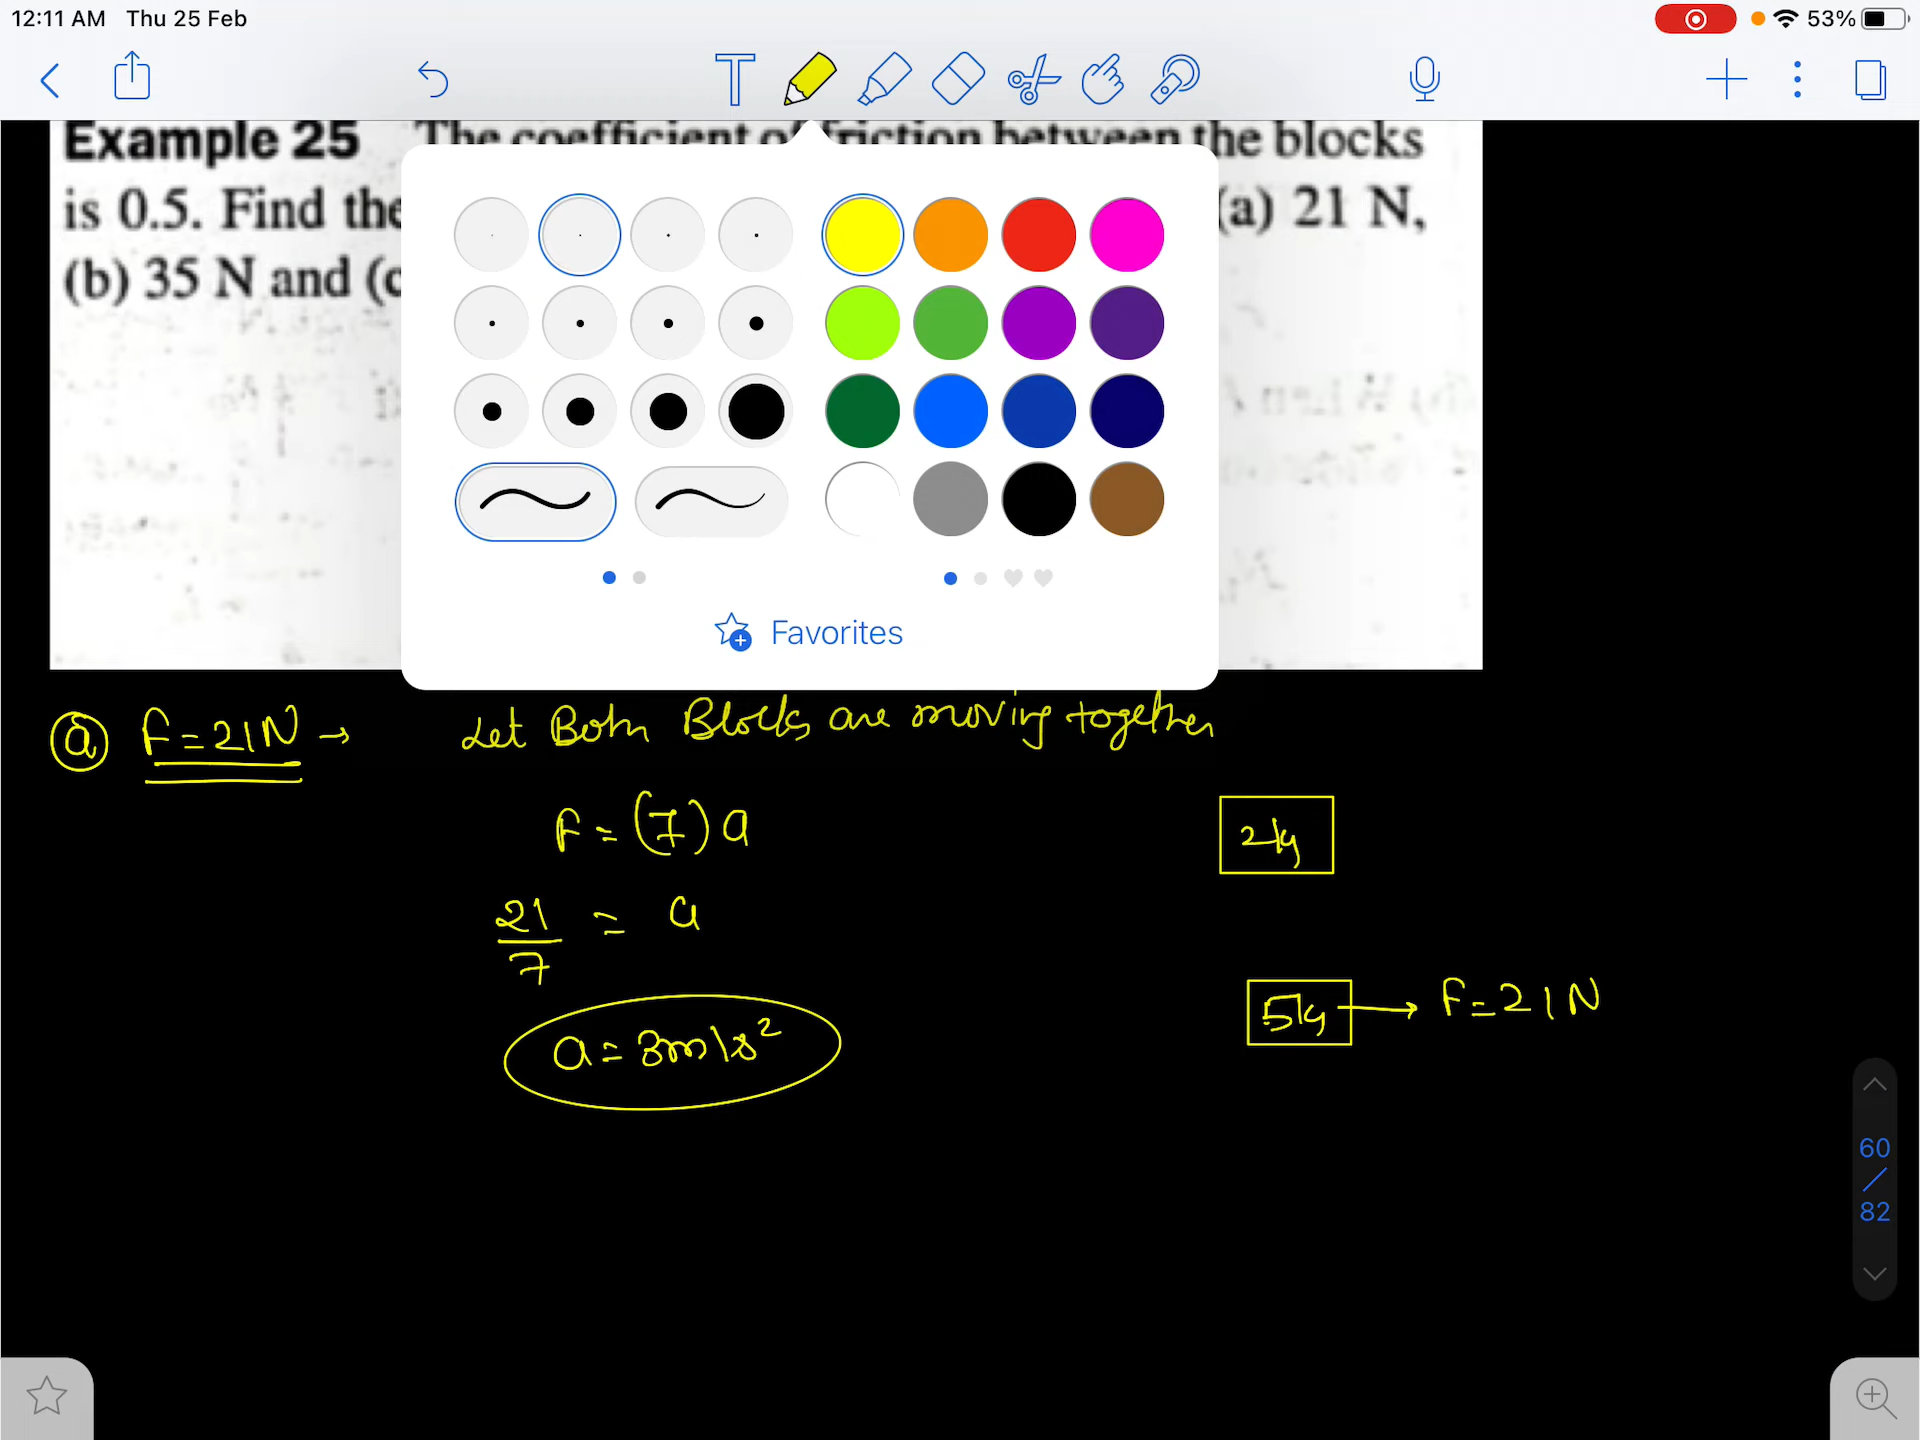 12:11 AM Thu 25 Feb
53%
Example 25 The coefficient of friction between the blocks
is 0.5. Find the (a) 21 N,
(b) 35 N and (c
Favorites
(a) F = 21N → Let Both Blocks are moving together
F = (7) a
2kg
21/7 = a
5kg → F = 21N
a = 3m/s²
60
/
82